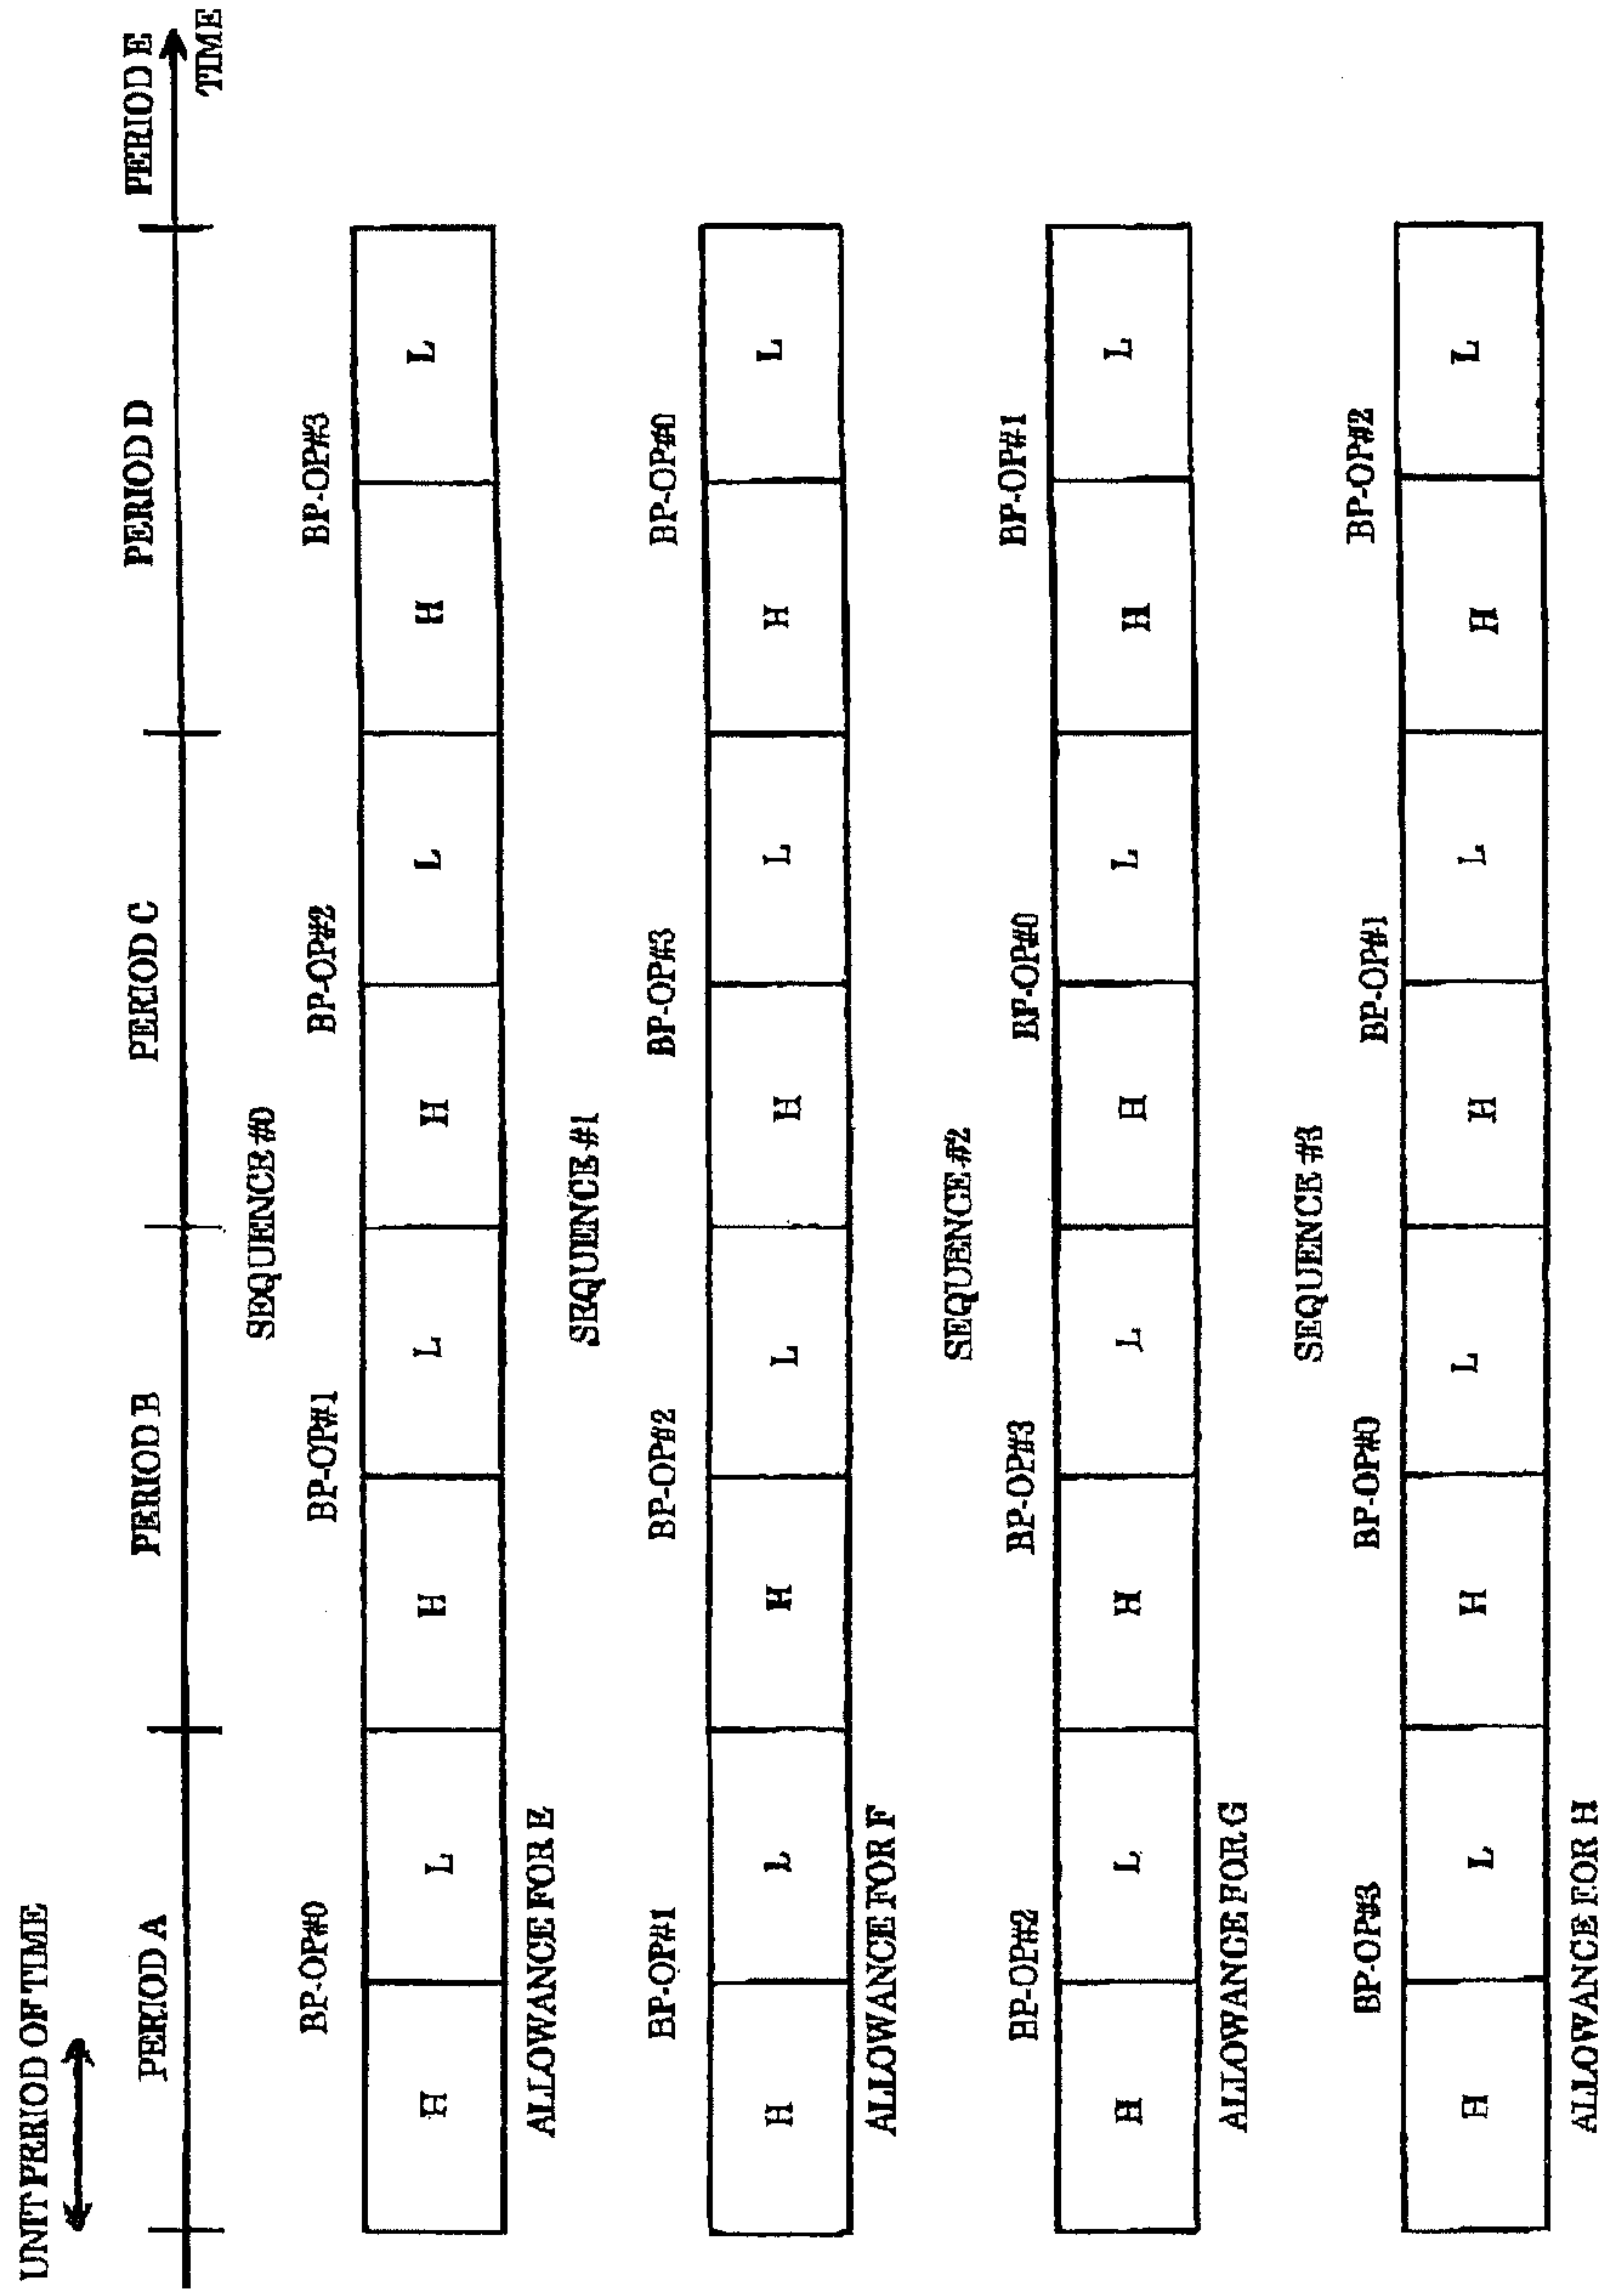 UNIT PERIOD OF TIME
PERIOD A PERIOD B PERIOD C PERIOD D PERIOD E
TIME
SEQUENCE #0
BP-OP#0 BP-OP#1 BP-OP#2 BP-OP#3
H L H L H L H L
ALLOWANCE FOR E
SEQUENCE #1
BP-OP#1 BP-OP#2 BP-OP#3 BP-OP#0
H L H L H L H L
ALLOWANCE FOR F
SEQUENCE #2
BP-OP#2 BP-OP#3 BP-OP#0 BP-OP#1
H L H L H L H L
ALLOWANCE FOR G
SEQUENCE #3
BP-OP#3 BP-OP#0 BP-OP#1 BP-OP#2
H L H L H L H L
ALLOWANCE FOR H